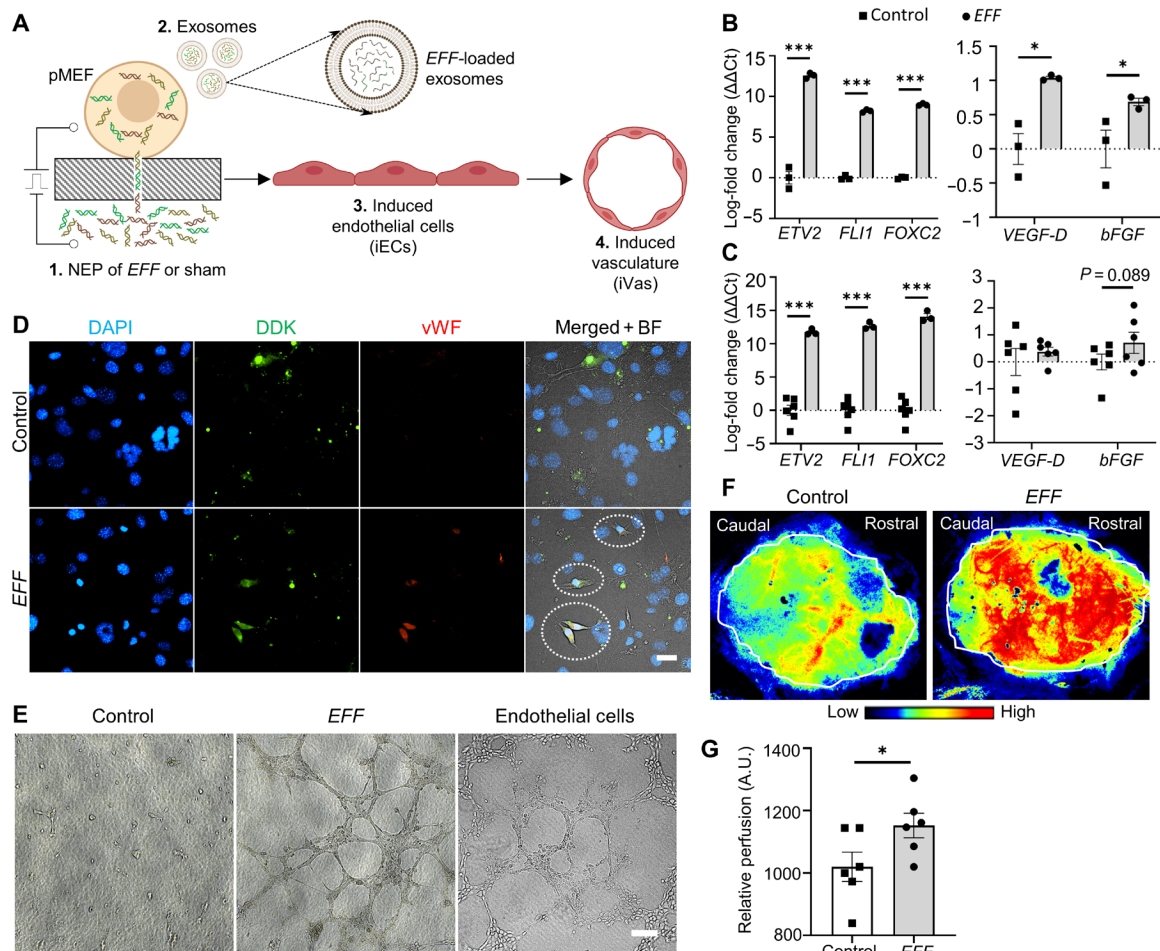 A
2. Exosomes
pMEF
EFF-loaded
exosomes
3. Induced
endothelial cells
(iECs)
4. Induced
vasculature
(iVas)
1. NEP of EFF or sham
B
■ Control ● EFF
Log-fold change (ΔΔCt)
15
10
5
0
−5
***
***
***
ETV2 FLI1 FOXC2
1.5
1
0.5
0
−0.5
−1
*
*
VEGF-D bFGF
C
Log-fold change (ΔΔCt)
20
15
10
5
0
−5
***
***
***
ETV2 FLI1 FOXC2
3
2
1
0
−1
−2
−3
P = 0.089
VEGF-D bFGF
D
DAPI DDK vWF Merged + BF
Control
EFF
E
Control EFF Endothelial cells
F
Control EFF
Caudal Rostral Caudal Rostral
Low High
G
Relative perfusion (A.U.)
1400
1200
1000
800
*
Control EFF